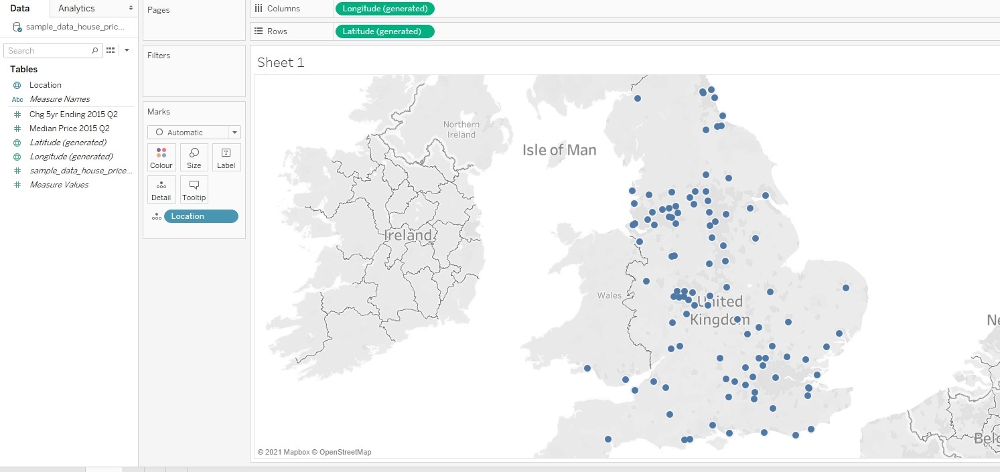 Data
Analytics
sample_data_house_pric...
Search
Tables
Location
Abc Measure Names
Chg 5yr Ending 2015 Q2
Median Price 2015 Q2
Latitude (generated)
Longitude (generated)
sample_data_house_price...
Measure Values
Pages
Filters
Marks
Automatic
Colour
Size
T
Label
Detail
Tooltip
Location
Columns
Longitude (generated)
Rows
Latitude (generated)
Sheet 1
Northern
Ireland
Isle of Man
Ireland
Wales
United
Kingdom
Ne
Belg
© 2021 Mapbox © OpenStreetMap